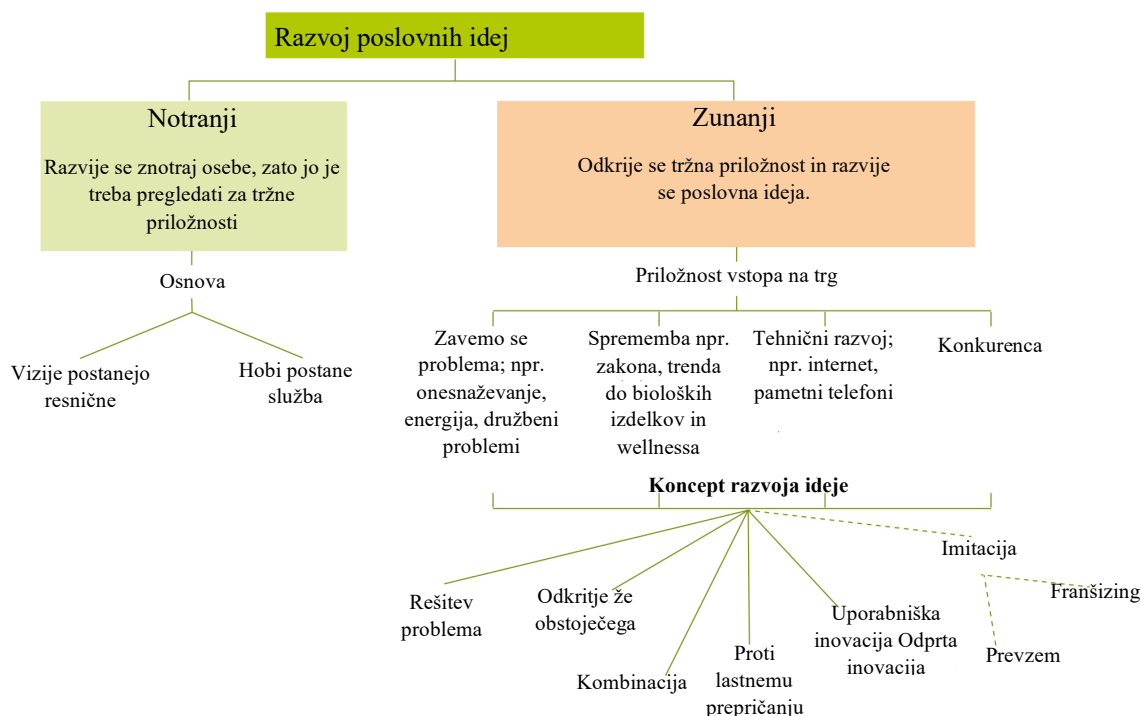 Razvoj poslovnih idej
Notranji
Razvije se znotraj osebe, zato jo je
treba pregledati za tržne
priložnosti
Zunanji
Odkrije se tržna priložnost in razvije
se poslovna ideja.
Osnova
Vizije postanejo
resnične
Hobi postane
služba
Priložnost vstopa na trg
Zavemo se
problema; npr.
onesnaževanje,
energija, družbeni
problemi
Sprememba npr.
zakona, trenda
do bioloških
izdelkov in
wellnessa
Tehnični razvoj;
npr. internet,
pametni telefoni
Konkurenca
Koncept razvoja ideje
Rešitev
problema
Odkritje že
obstoječega
Kombinacija
Proti
lastnemu
prepričanju
Uporabniška
inovacija Odprta
inovacija
Imitacija
Franšizing
Prevzem